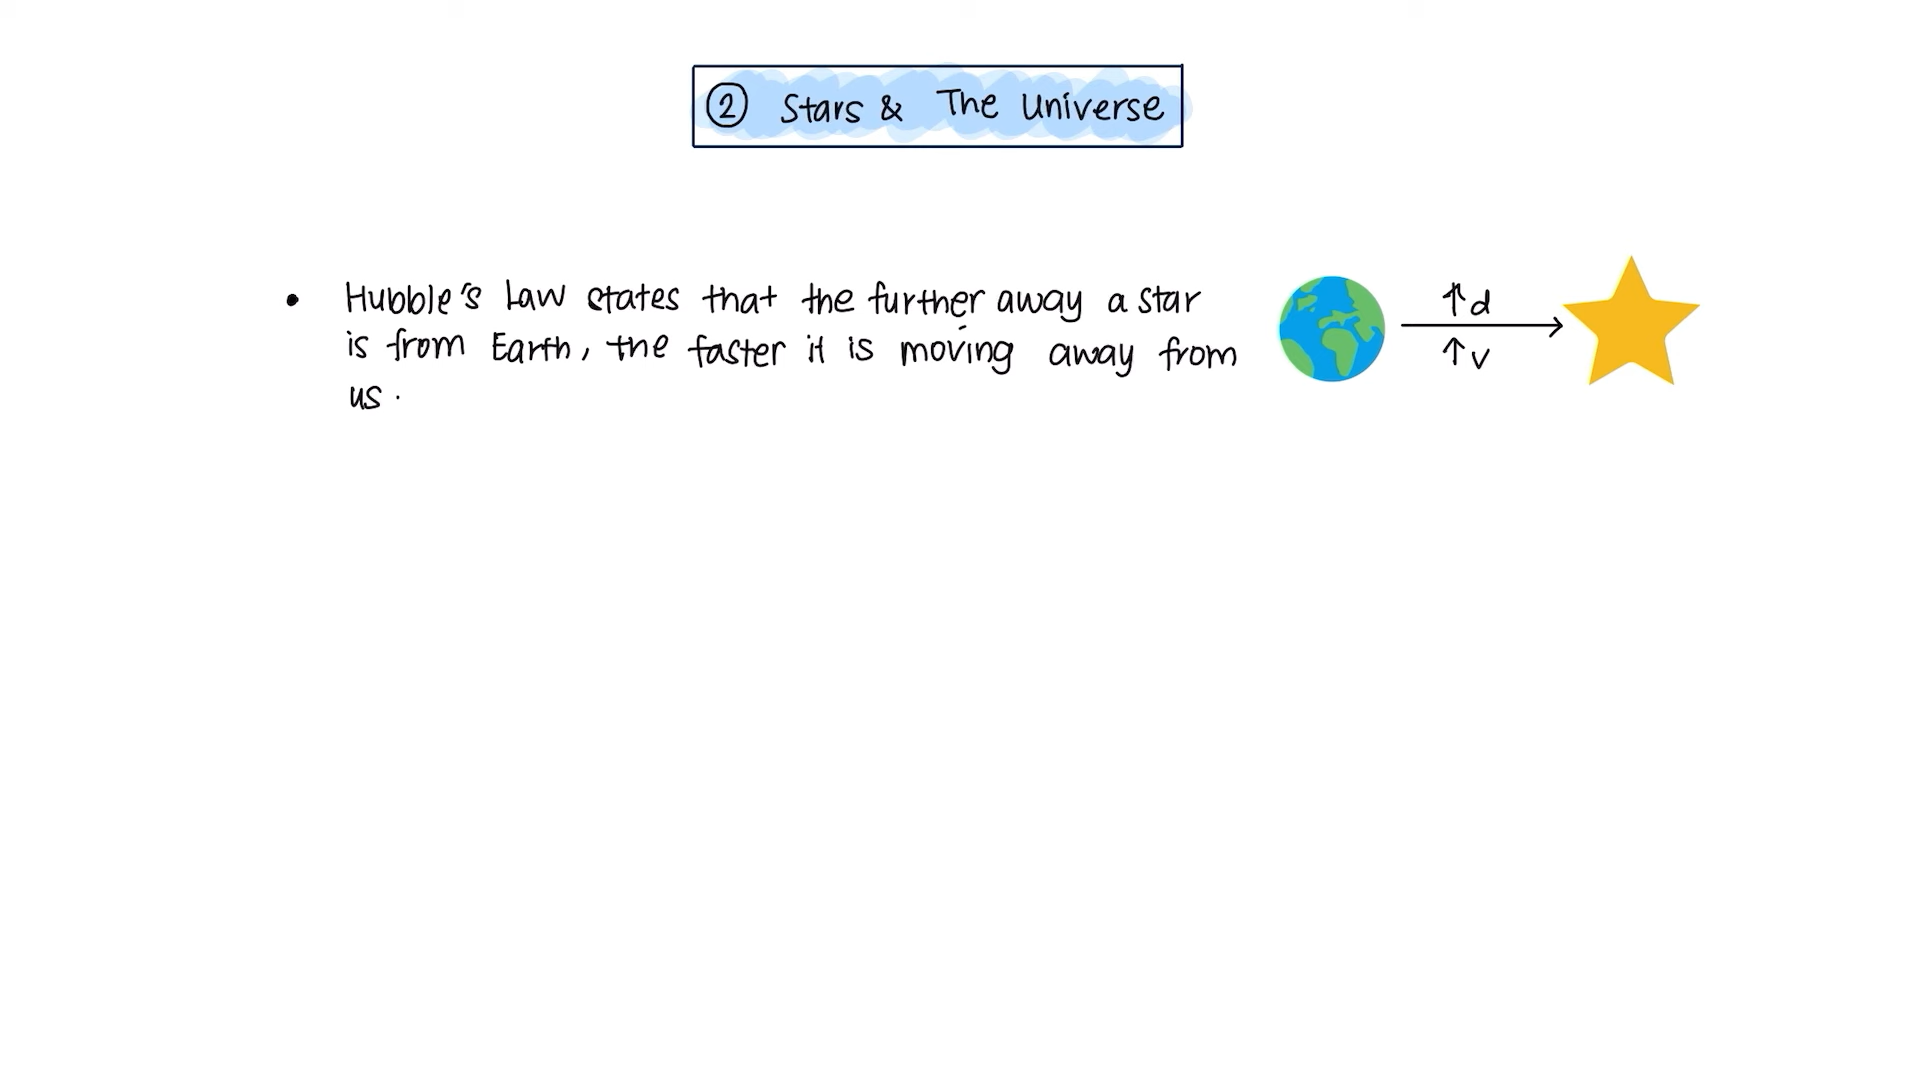 ② Stars & The Universe
• Hubble's Law states that the further away a star
is from Earth, the faster it is moving away from
us.
↑d
↑v